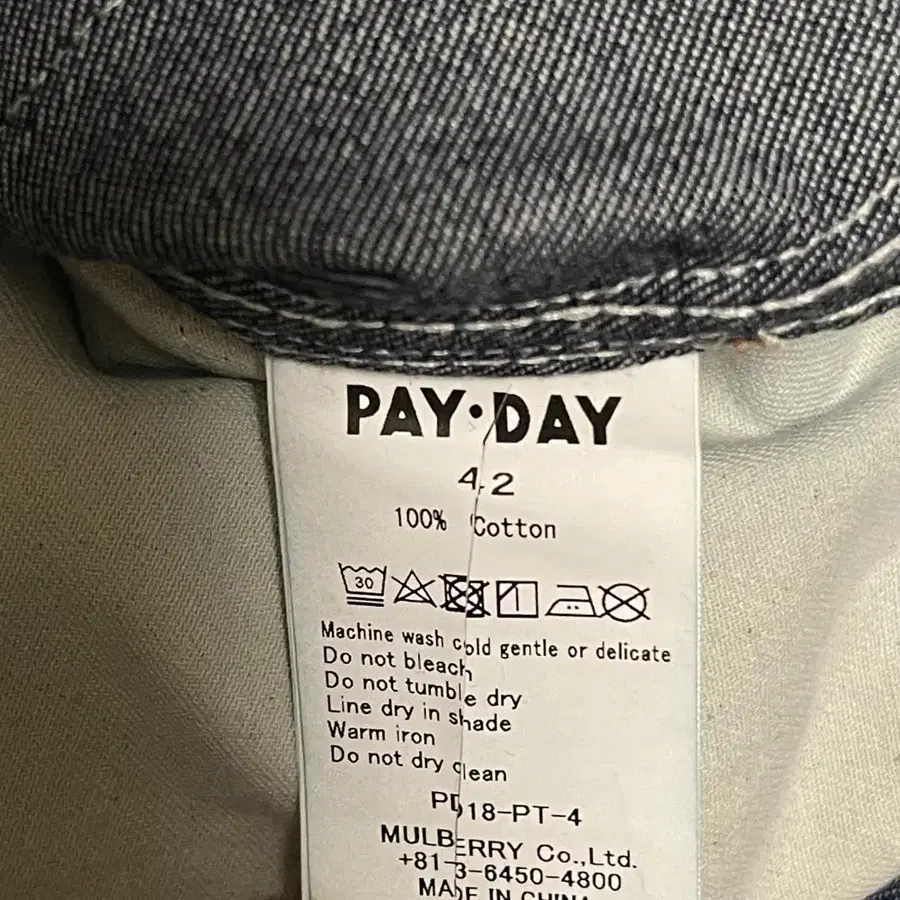 PAY·DAY
42
100% Cotton
30
Machine wash cold gentle or delicate
Do not bleach
Do not tumble dry
Line dry in shade
Warm iron
Do not dry clean
PD18-PT-4
MULBERRY Co.,Ltd.
+81-3-6450-4800
MADE IN CHINA